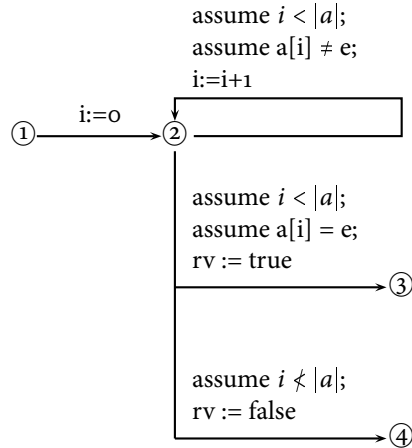 assume i < |a|;
assume a[i] ≠ e;
i:=i+1
① i:=0 ②
assume i < |a|;
assume a[i] = e;
rv := true
③
assume i ≮ |a|;
rv := false
④